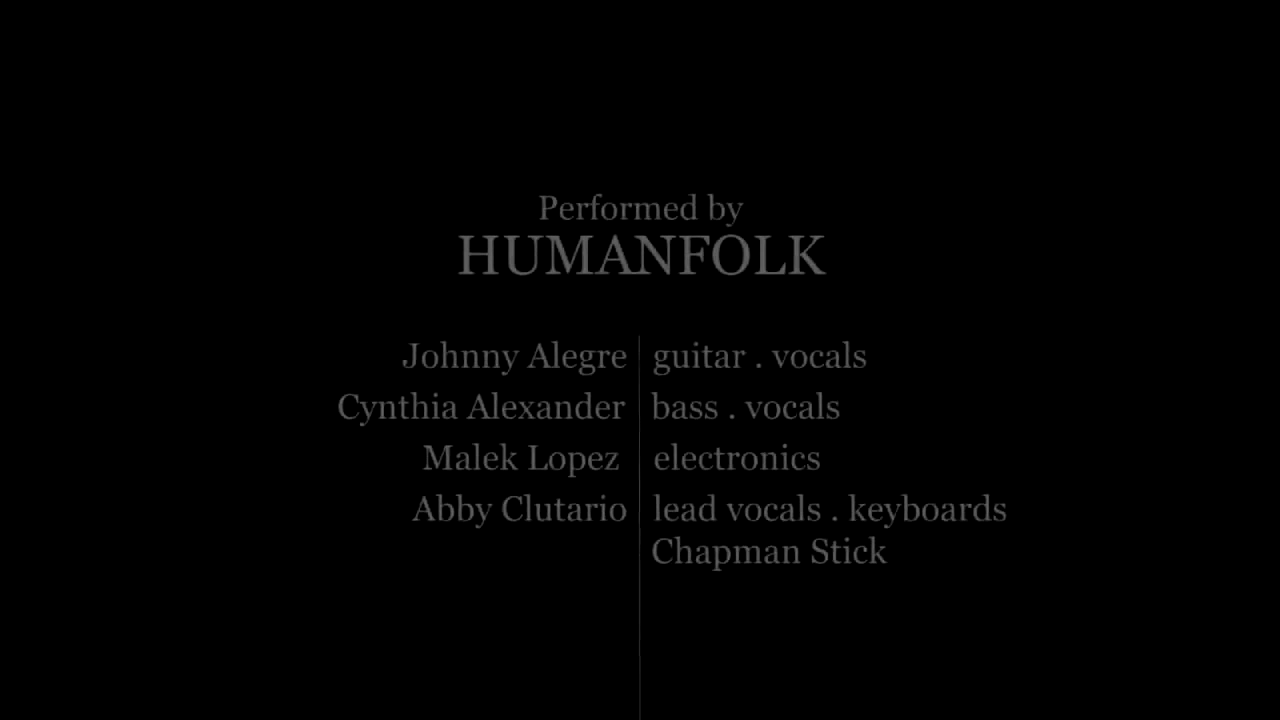 Performed by
HUMANFOLK
Johnny Alegre guitar . vocals
Cynthia Alexander bass . vocals
Malek Lopez electronics
Abby Clutario lead vocals . keyboards
Chapman Stick